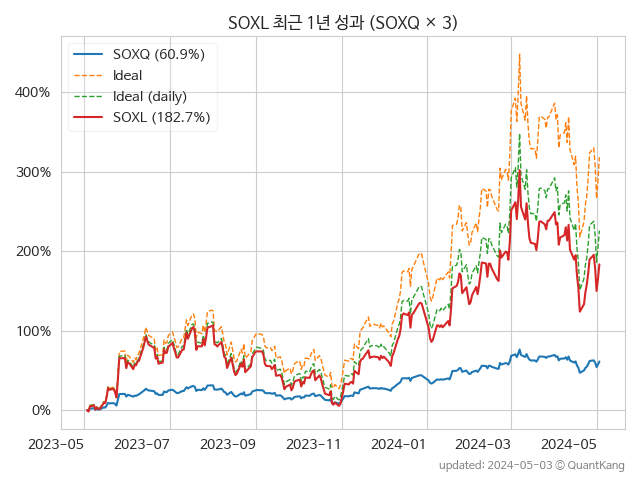 SOXL 최근 1년 성과 (SOXQ × 3)
SOXQ (60.9%)
Ideal
Ideal (daily)
SOXL (182.7%)
400%
300%
200%
100%
0%
2023-05
2023-07
2023-09
2023-11
2024-01
2024-03
2024-05
updated: 2024-05-03 © QuantKang